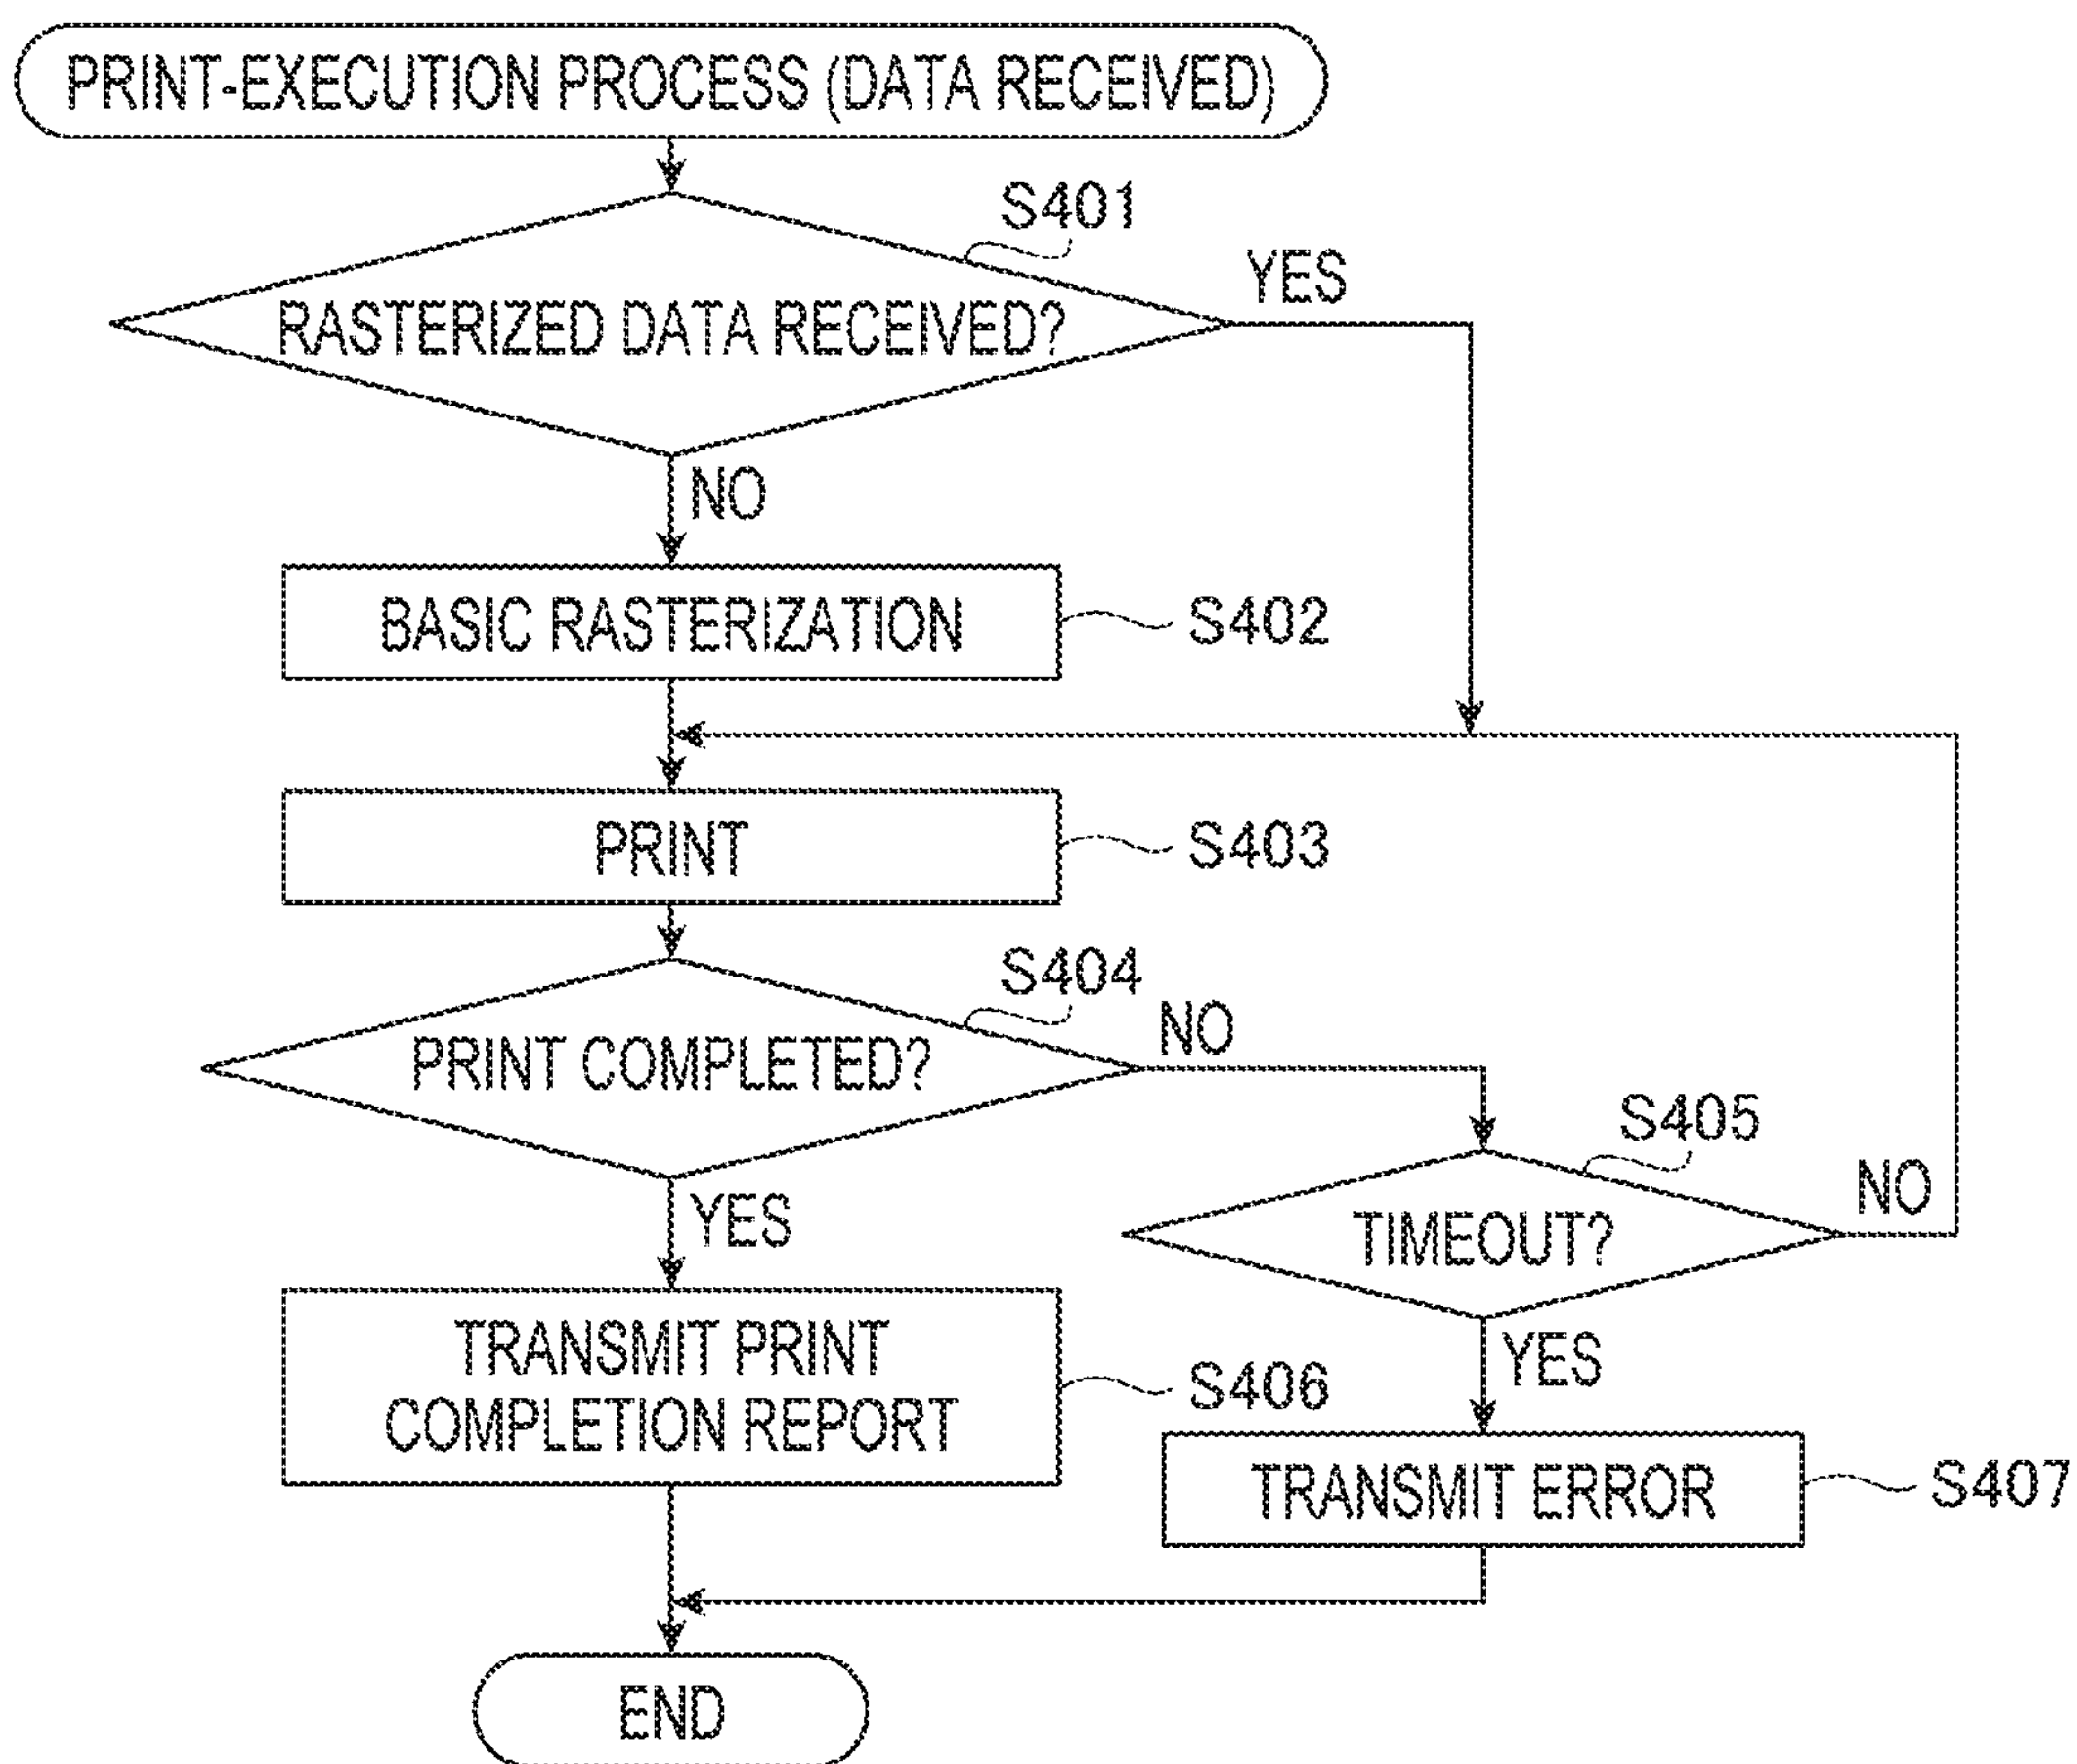 PRINT-EXECUTION PROCESS (DATA RECEIVED)
S401
RASTERIZED DATA RECEIVED?
YES
NO
BASIC RASTERIZATION
S402
PRINT
S403
S404
PRINT COMPLETED?
NO
S405
TIMEOUT?
NO
YES
YES
TRANSMIT PRINT
COMPLETION REPORT
S406
TRANSMIT ERROR
S407
END